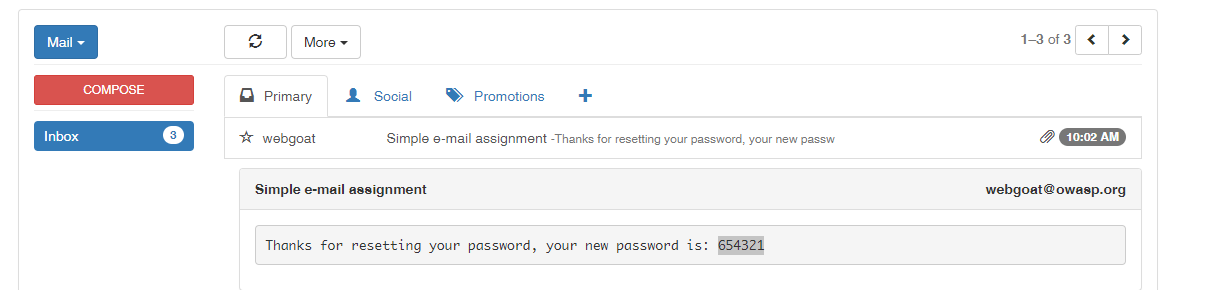 Mail More 1–3 of 3
COMPOSE
Primary Social Promotions
Inbox 3
webgoat Simple e-mail assignment -Thanks for resetting your password, your new passw 10:02 AM
Simple e-mail assignment webgoat@owasp.org
Thanks for resetting your password, your new password is: 654321